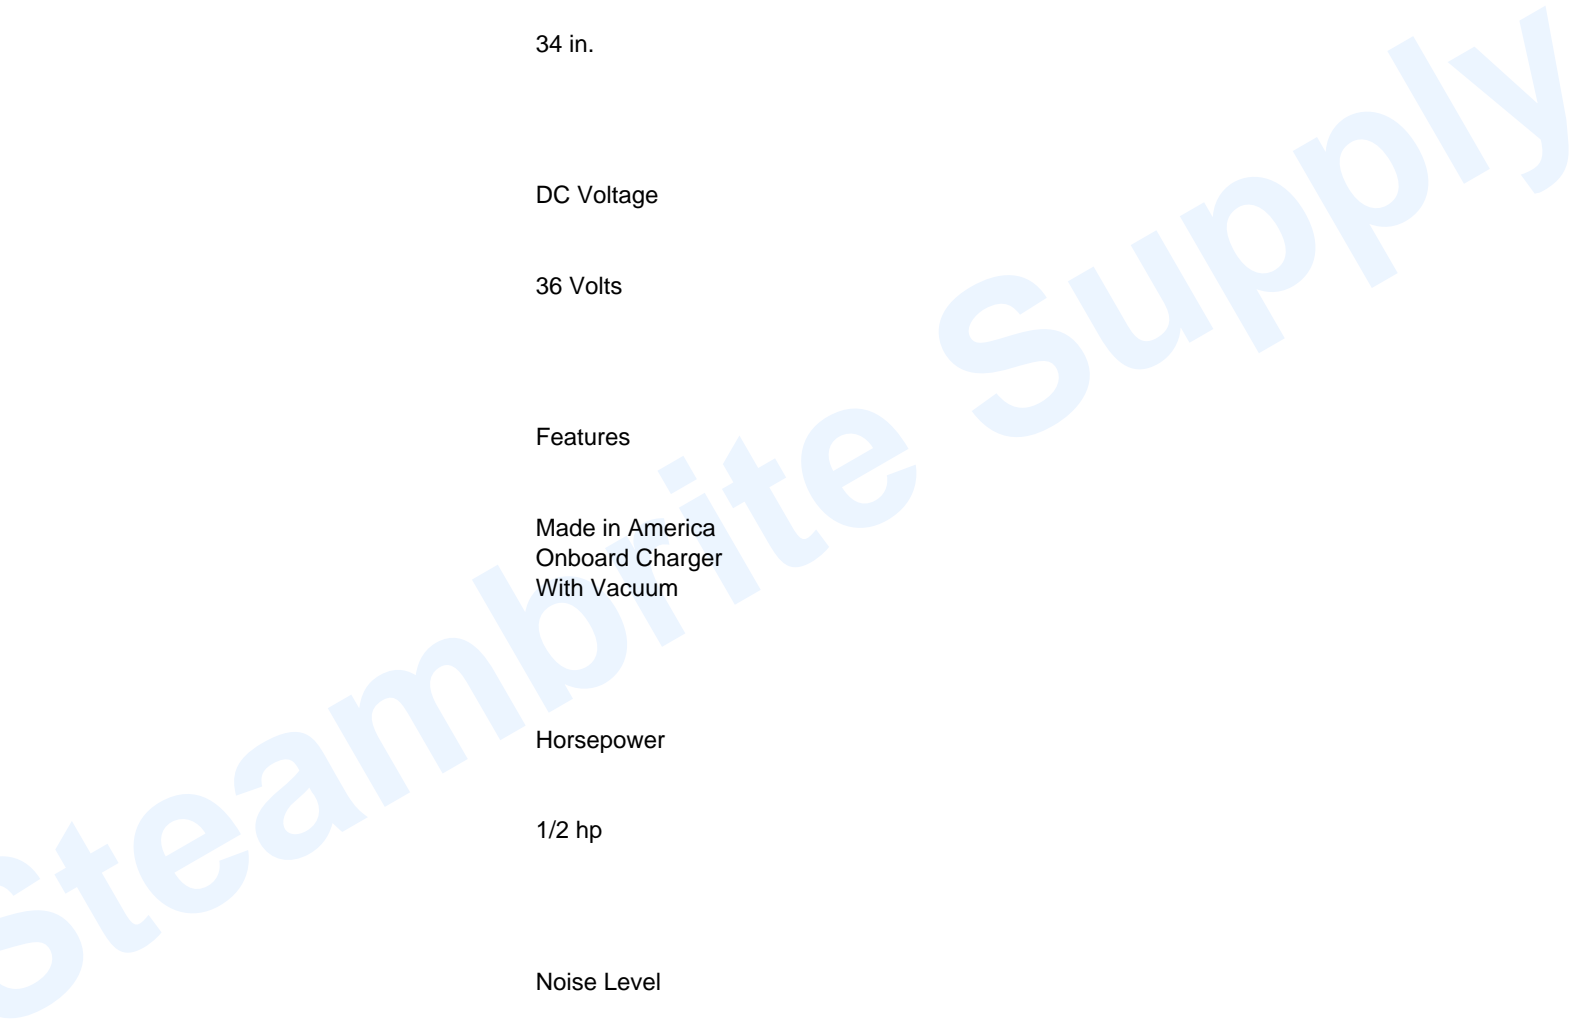 34 in.
DC Voltage
36 Volts
Features
Made in America
Onboard Charger
With Vacuum
Horsepower
1/2 hp
Noise Level
Steambrite Supply